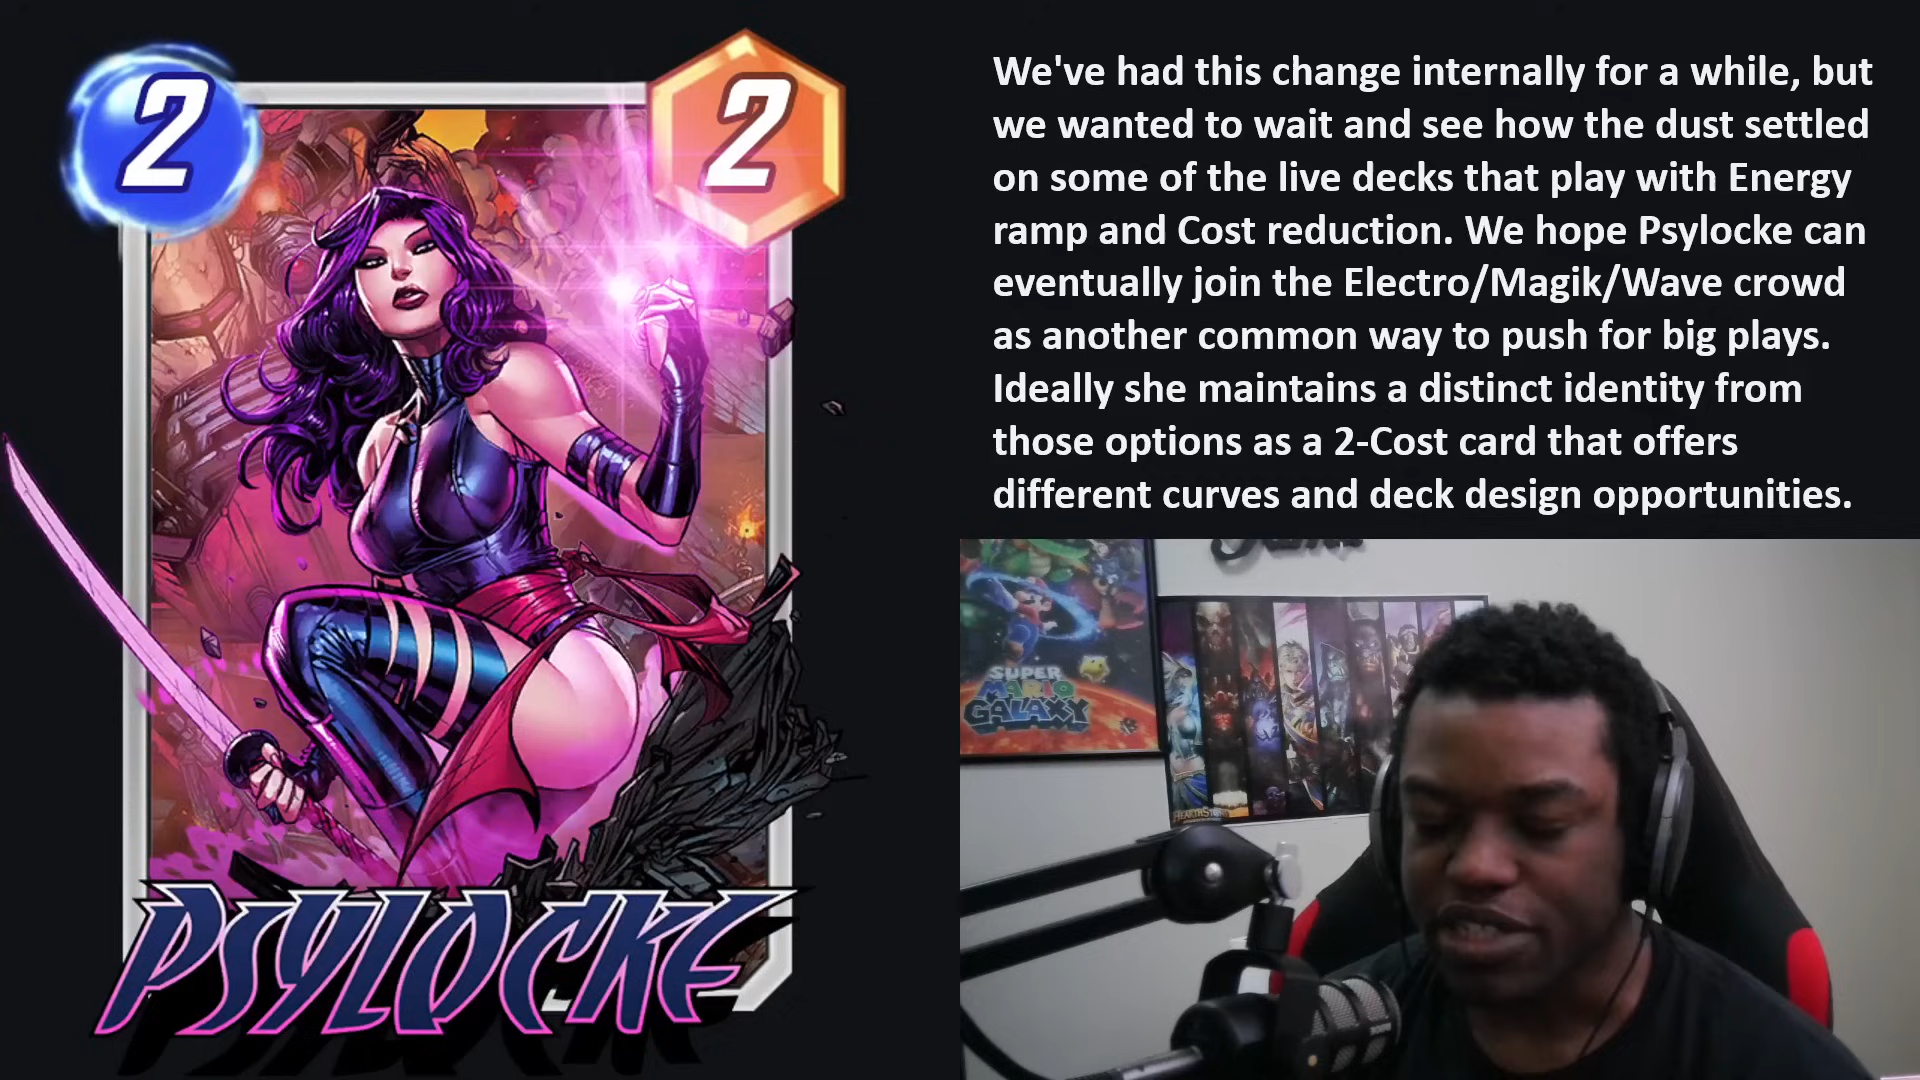 2
2
PSYLOCKE
We've had this change internally for a while, but
we wanted to wait and see how the dust settled
on some of the live decks that play with Energy
ramp and Cost reduction. We hope Psylocke can
eventually join the Electro/Magik/Wave crowd
as another common way to push for big plays.
Ideally she maintains a distinct identity from
those options as a 2-Cost card that offers
different curves and deck design opportunities.
SUPER
MARIO
GALAXY
HEARTHSTONE